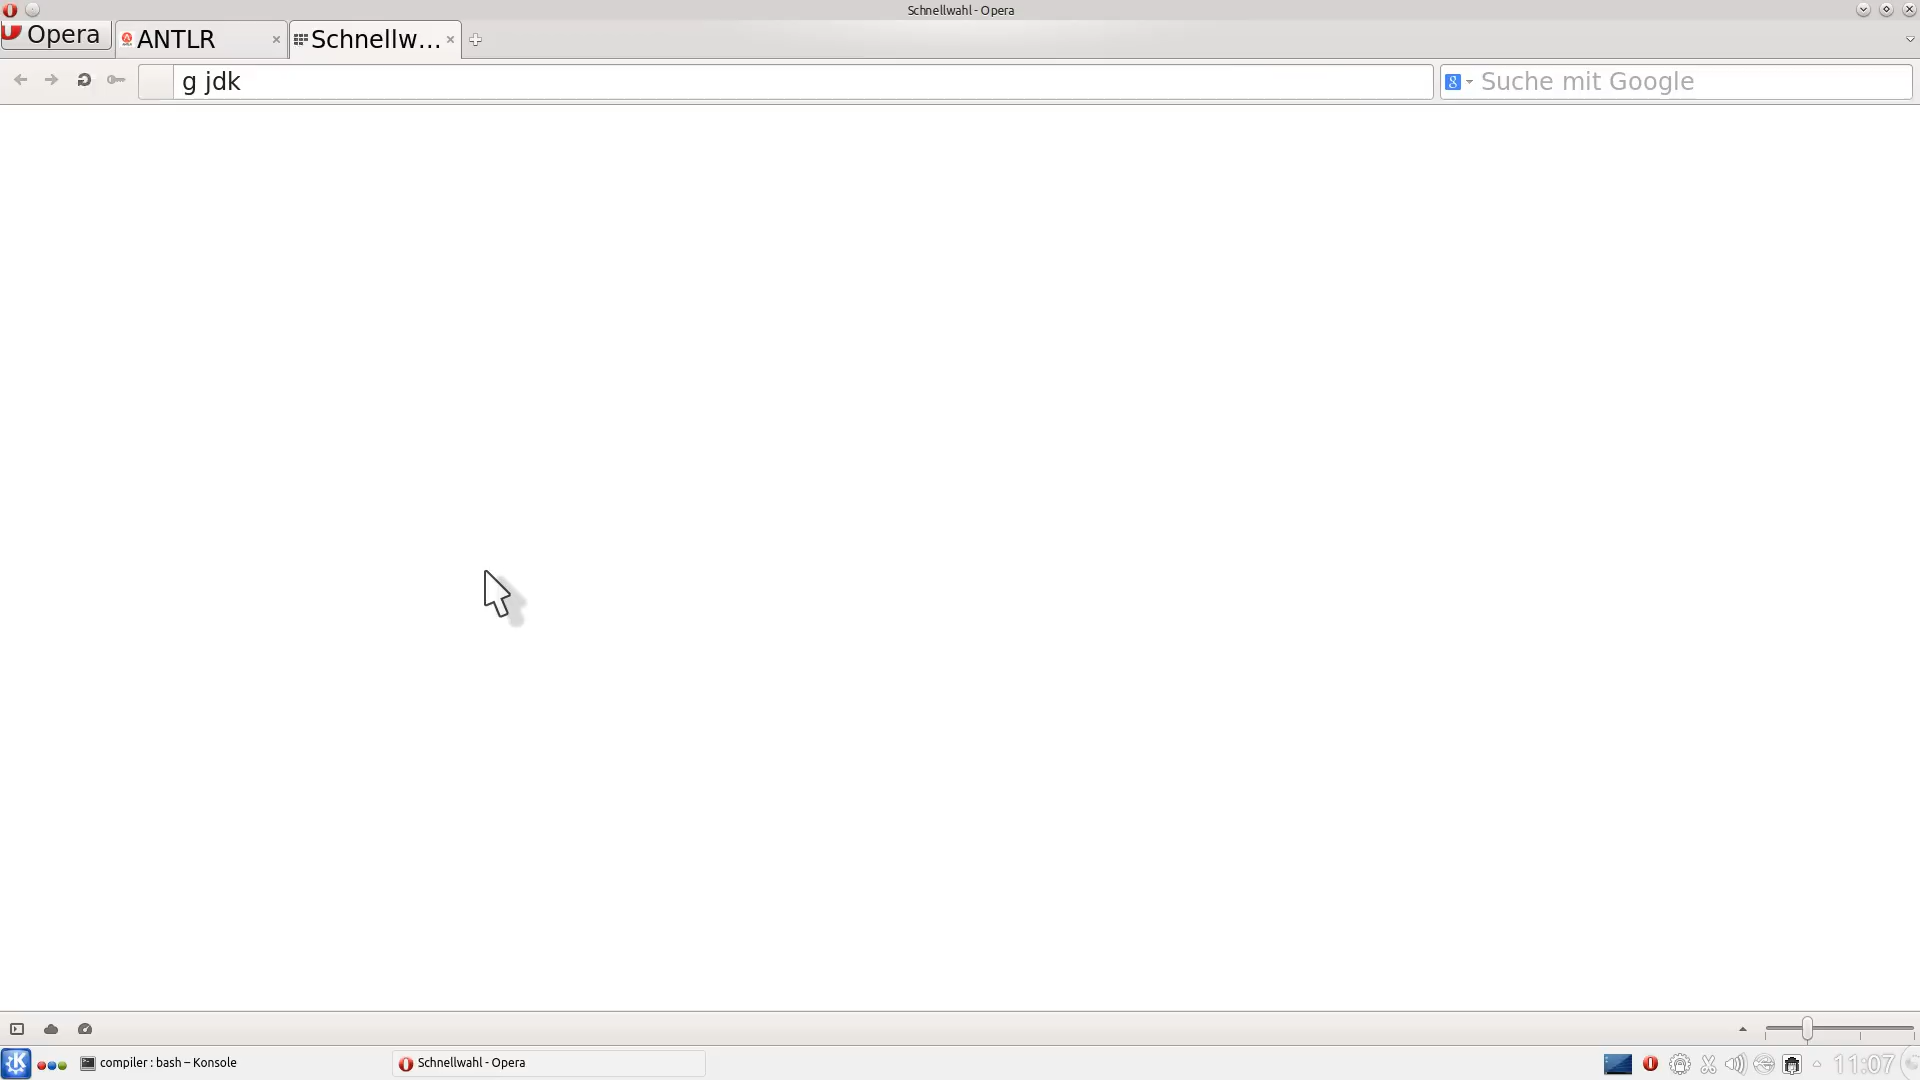 Schnellwahl - Opera
Opera
ANTLR
Schnellw...
g jdk
Suche mit Google
compiler : bash – Konsole
Schnellwahl - Opera
11:07